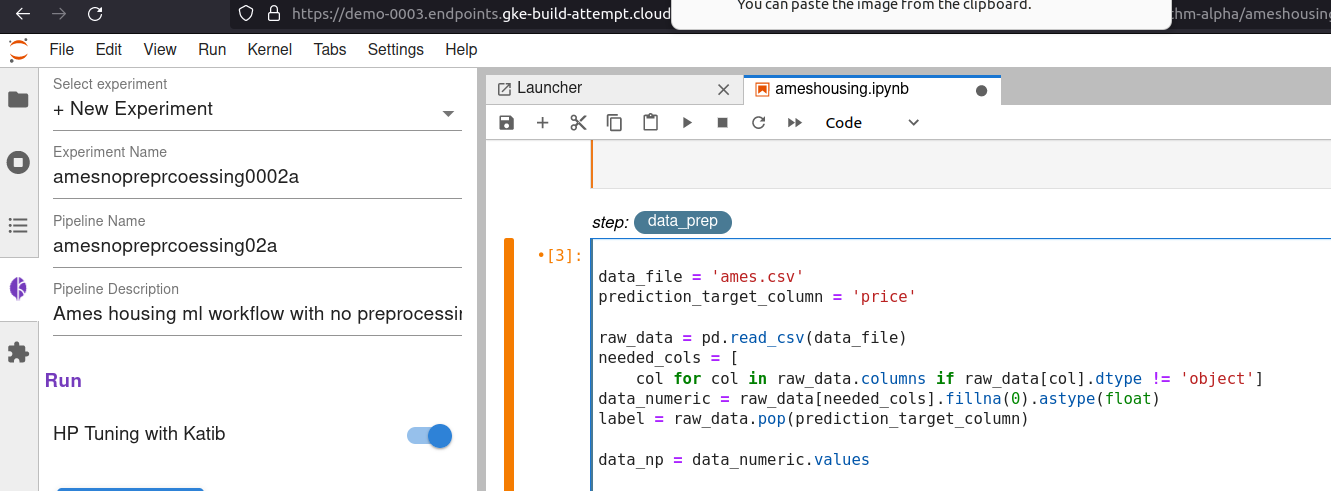 You can paste the image from the clipboard.
https://demo-0003.endpoints.gke-build-attempt.cloud
hm-alpha/ameshousing
File Edit View Run Kernel Tabs Settings Help
Select experiment
+ New Experiment
Experiment Name
amesnopreprcoessing0002a
Pipeline Name
amesnopreprcoessing02a
Pipeline Description
Ames housing ml workflow with no preprocessin
Run
HP Tuning with Katib
Launcher
ameshousing.ipynb
Code
step: data_prep
•[3]:
data_file = 'ames.csv'
prediction_target_column = 'price'
raw_data = pd.read_csv(data_file)
needed_cols = [
    col for col in raw_data.columns if raw_data[col].dtype != 'object']
data_numeric = raw_data[needed_cols].fillna(0).astype(float)
label = raw_data.pop(prediction_target_column)
data_np = data_numeric.values